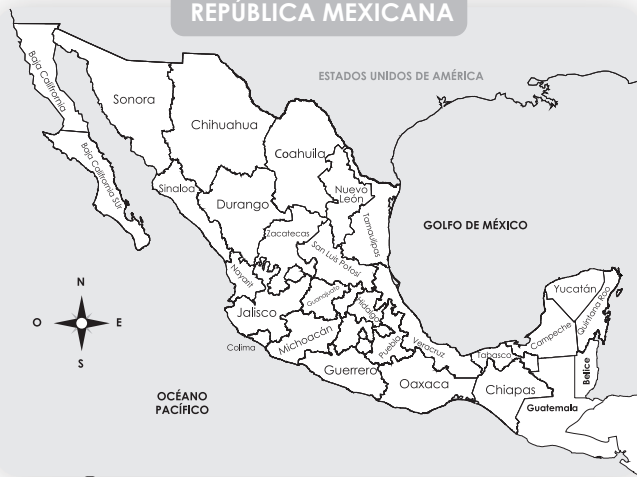 REPÚBLICA MEXICANA
ESTADOS UNIDOS DE AMÉRICA
Baja California
Sonora
Chihuahua
Coahuila
Baja California Sur
Sinaloa
Durango
Nuevo
León
Tamaulipas
GOLFO DE MÉXICO
Zacatecas
San Luis Potosí
Nayarit
N
O
E
S
Jalisco
Guanajuato
Hidalgo
Yucatán
Quintana Roo
Campeche
Colima
Michoacán
Puebla
Veracruz
Tabasco
Belice
Guerrero
Oaxaca
Chiapas
Guatemala
OCÉANO
PACÍFICO